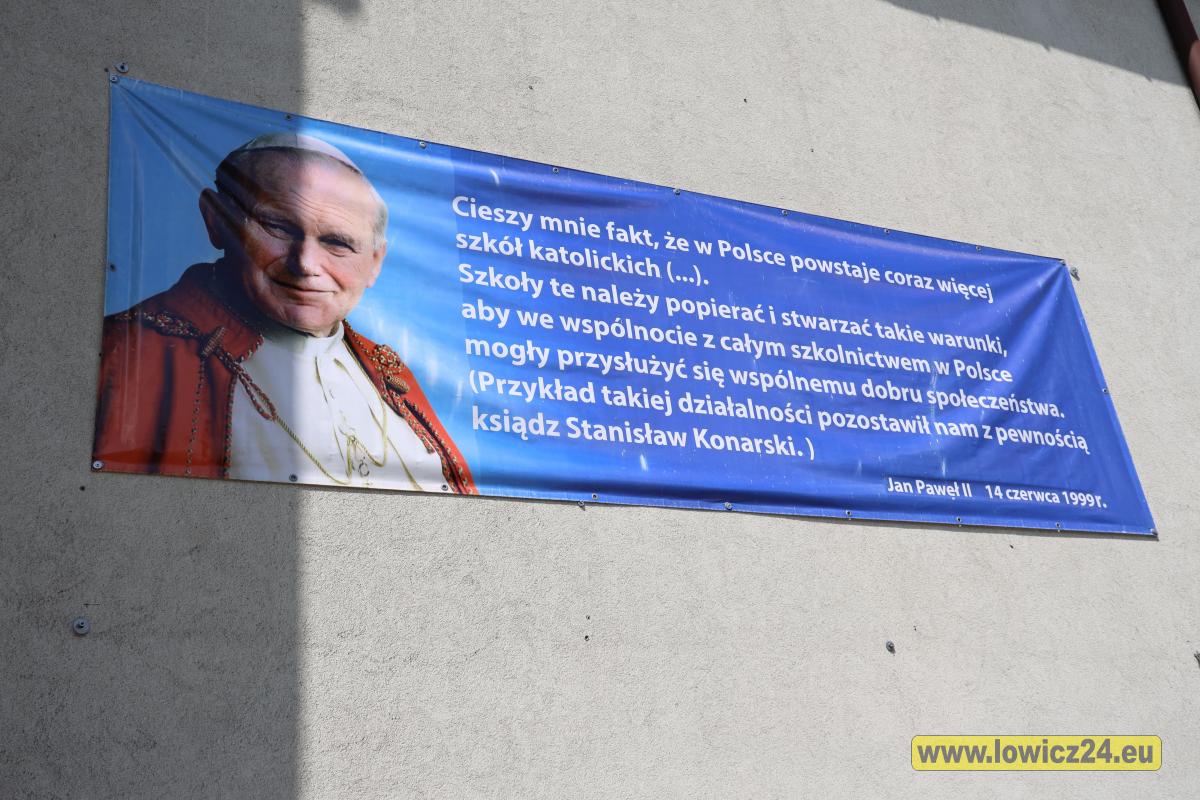 Cieszy mnie fakt, że w Polsce powstaje coraz więcej
szkół katolickich (...).
Szkoły te należy popierać i stwarzać takie warunki,
aby we wspólnocie z całym szkolnictwem w Polsce
mogły przysłużyć się wspólnemu dobru społeczeństwa.
(Przykład takiej działalności pozostawił nam z pewnością
ksiądz Stanisław Konarski. )
Jan Paweł II 14 czerwca 1999 r.
www.lowicz24.eu